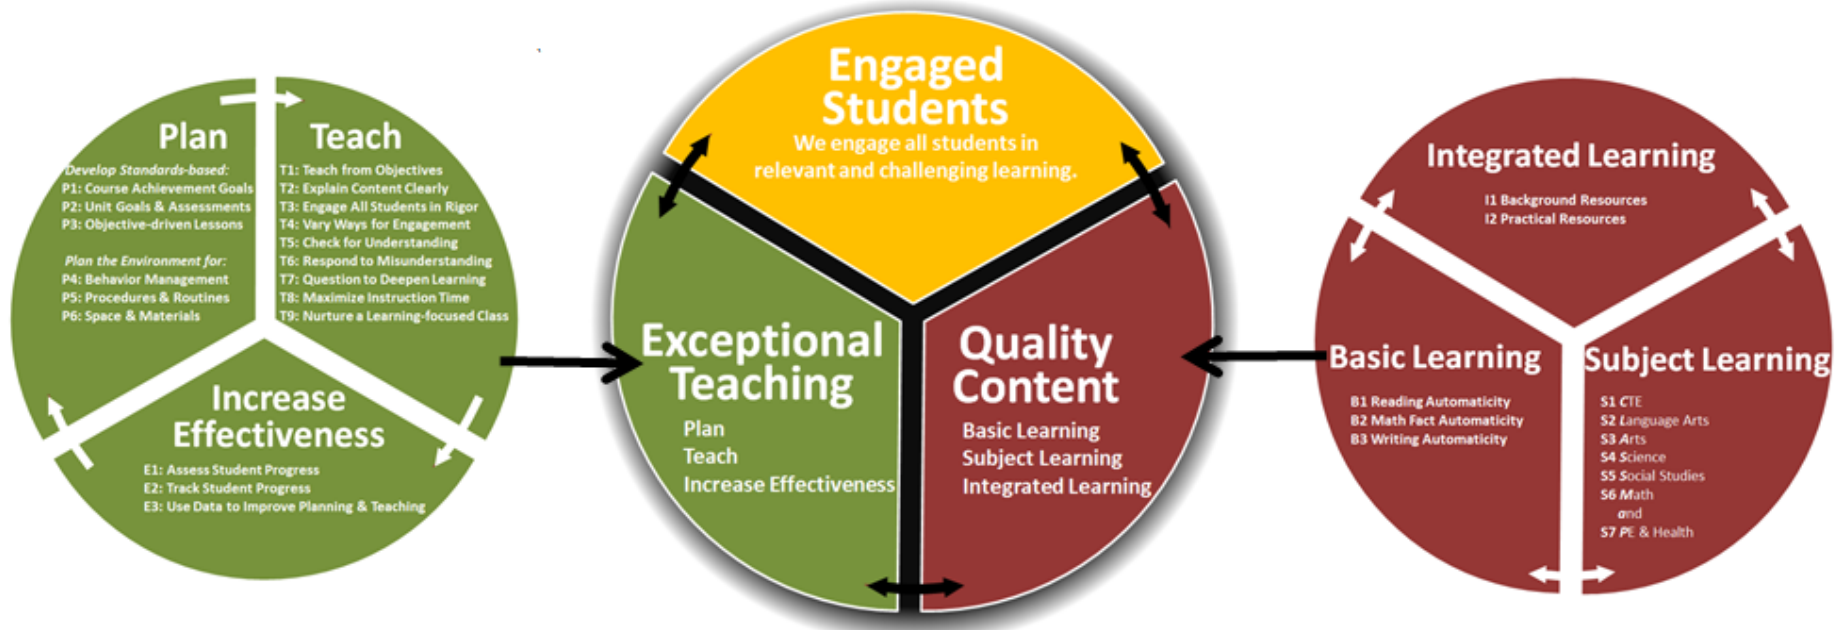 Plan
Develop Standards-based:
P1: Course Achievement Goals
P2: Unit Goals & Assessments
P3: Objective-driven Lessons
Plan the Environment for:
P4: Behavior Management
P5: Procedures & Routines
P6: Space & Materials
Teach
T1: Teach from Objectives
T2: Explain Content Clearly
T3: Engage All Students in Rigor
T4: Vary Ways for Engagement
T5: Check for Understanding
T6: Respond to Misunderstanding
T7: Question to Deepen Learning
T8: Maximize Instruction Time
T9: Nurture a Learning-focused Class
Increase
Effectiveness
E1: Assess Student Progress
E2: Track Student Progress
E3: Use Data to Improve Planning & Teaching
Engaged
Students
We engage all students in
relevant and challenging learning.
Exceptional
Teaching
Plan
Teach
Increase Effectiveness
Quality
Content
Basic Learning
Subject Learning
Integrated Learning
Integrated Learning
I1 Background Resources
I2 Practical Resources
Basic Learning
B1 Reading Automaticity
B2 Math Fact Automaticity
B3 Writing Automaticity
Subject Learning
S1 CTE
S2 Language Arts
S3 Arts
S4 Science
S5 Social Studies
S6 Math
and
S7 PE & Health